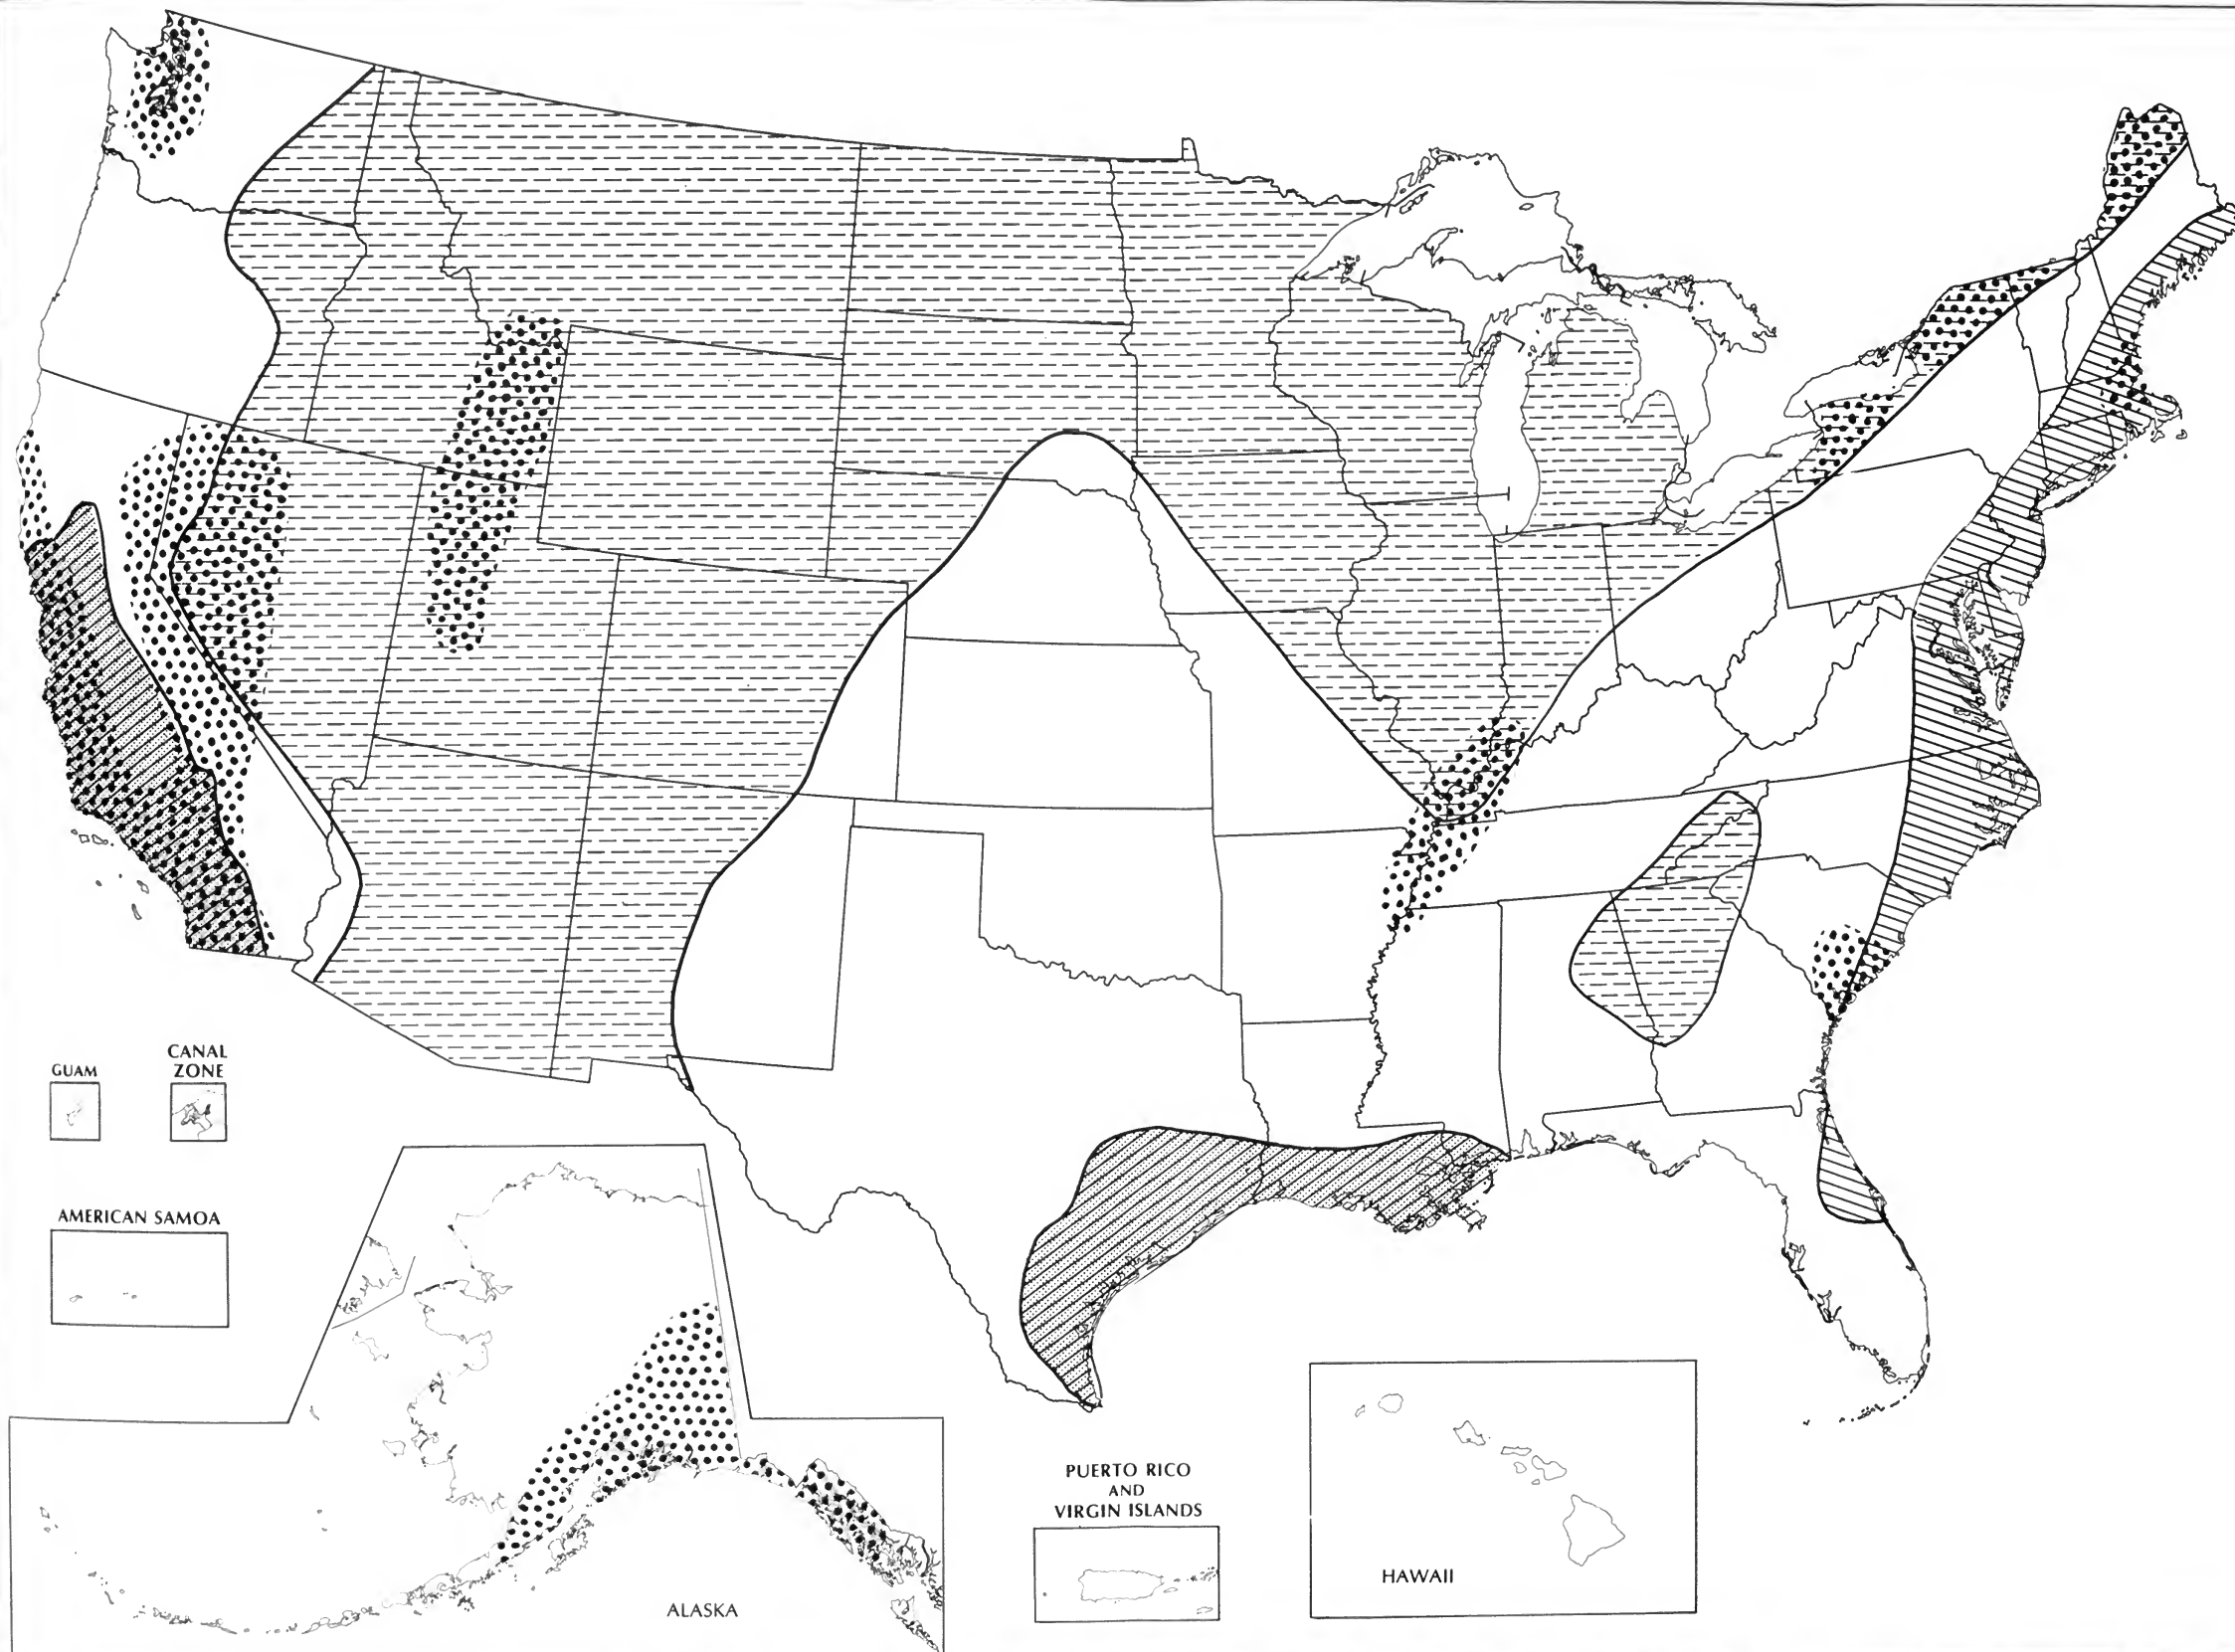 GUAM
CANAL
ZONE
AMERICAN SAMOA
ALASKA
PUERTO RICO
AND
VIRGIN ISLANDS
HAWAII